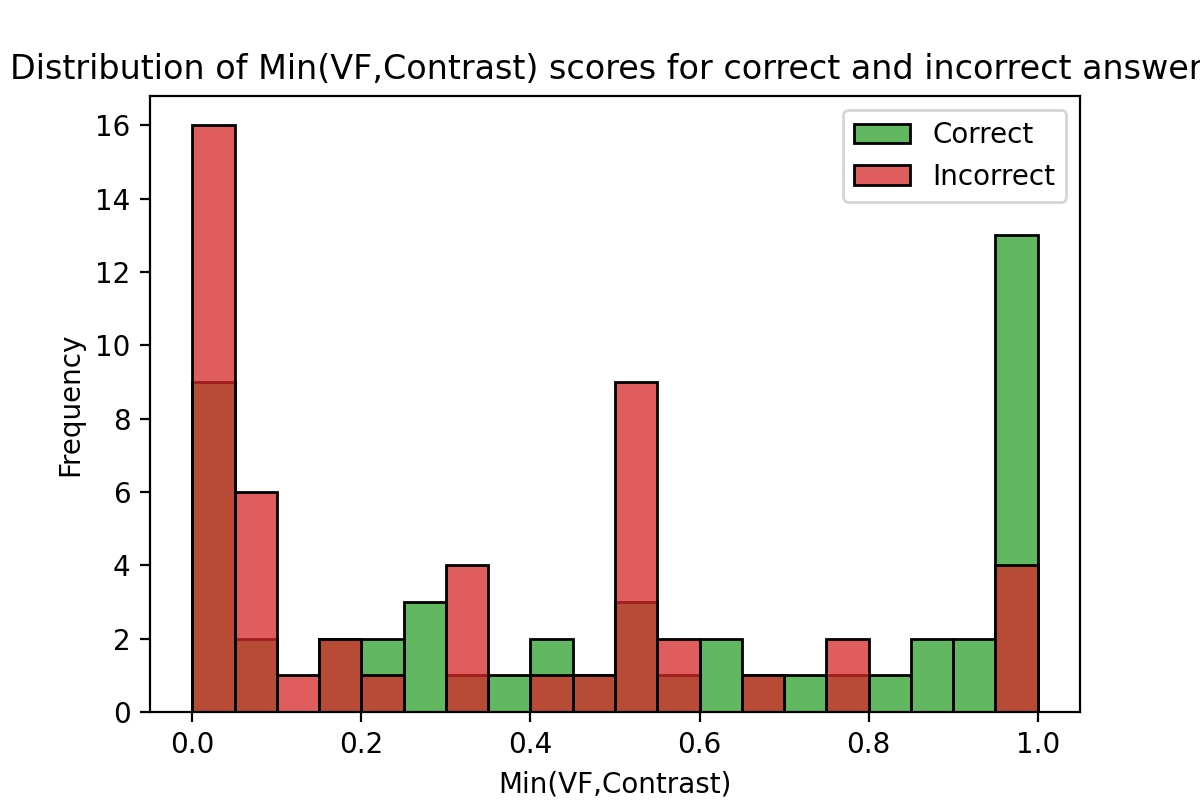 Distribution of Min(VF,Contrast) scores for correct and incorrect answer
Correct
Incorrect
16
14
12
10
8
6
4
2
0
Frequency
0.0 0.2 0.4 0.6 0.8 1.0
Min(VF,Contrast)